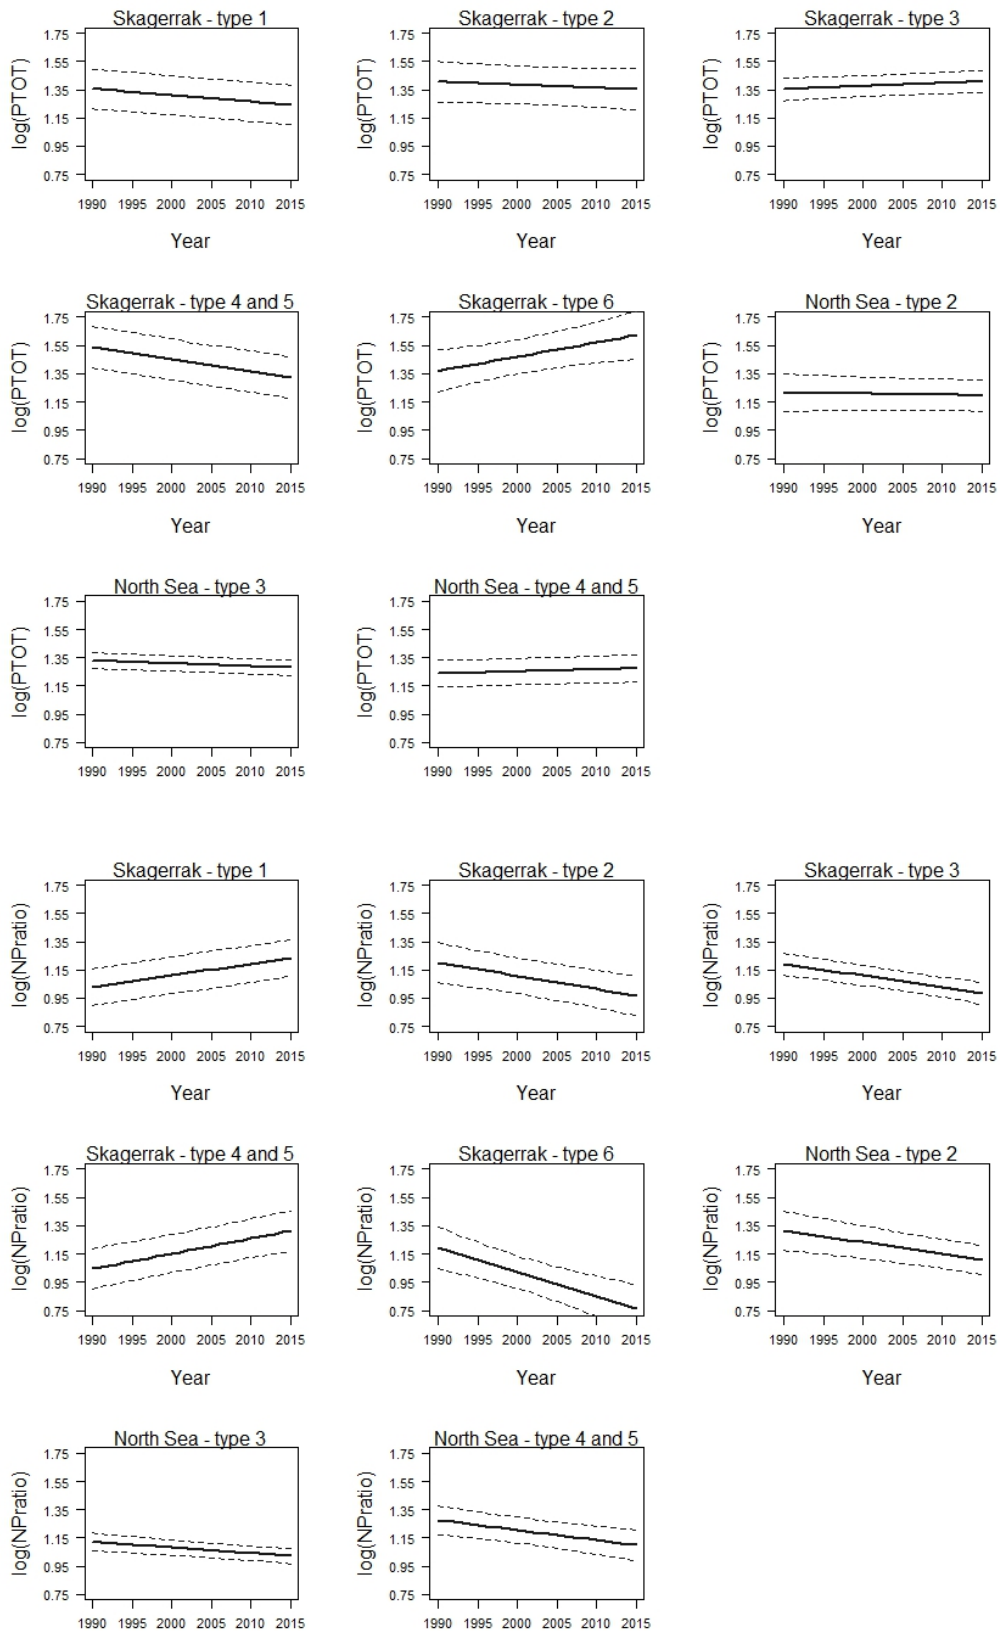 Skagerrak - type 1 Skagerrak - type 2 Skagerrak - type 3
1.75 1.75 1.75
1.55 1.55 1.55
1.35 1.35 1.35
1.15 1.15 1.15
0.95 0.95 0.95
0.75 0.75 0.75
log(PTOT) log(PTOT) log(PTOT)
1990 1995 2000 2005 2010 2015 1990 1995 2000 2005 2010 2015 1990 1995 2000 2005 2010 2015
Year Year Year
Skagerrak - type 4 and 5 Skagerrak - type 6 North Sea - type 2
1.75 1.75 1.75
1.55 1.55 1.55
1.35 1.35 1.35
1.15 1.15 1.15
0.95 0.95 0.95
0.75 0.75 0.75
log(PTOT) log(PTOT) log(PTOT)
1990 1995 2000 2005 2010 2015 1990 1995 2000 2005 2010 2015 1990 1995 2000 2005 2010 2015
Year Year Year
North Sea - type 3 North Sea - type 4 and 5
1.75 1.75
1.55 1.55
1.35 1.35
1.15 1.15
0.95 0.95
0.75 0.75
log(PTOT) log(PTOT)
1990 1995 2000 2005 2010 2015 1990 1995 2000 2005 2010 2015
Skagerrak - type 1 Skagerrak - type 2 Skagerrak - type 3
1.75 1.75 1.75
1.55 1.55 1.55
1.35 1.35 1.35
1.15 1.15 1.15
0.95 0.95 0.95
0.75 0.75 0.75
log(NPratio) log(NPratio) log(NPratio)
1990 1995 2000 2005 2010 2015 1990 1995 2000 2005 2010 2015 1990 1995 2000 2005 2010 2015
Year Year Year
Skagerrak - type 4 and 5 Skagerrak - type 6 North Sea - type 2
1.75 1.75 1.75
1.55 1.55 1.55
1.35 1.35 1.35
1.15 1.15 1.15
0.95 0.95 0.95
0.75 0.75 0.75
log(NPratio) log(NPratio) log(NPratio)
1990 1995 2000 2005 2010 2015 1990 1995 2000 2005 2010 2015 1990 1995 2000 2005 2010 2015
Year Year Year
North Sea - type 3 North Sea - type 4 and 5
1.75 1.75
1.55 1.55
1.35 1.35
1.15 1.15
0.95 0.95
0.75 0.75
log(NPratio) log(NPratio)
1990 1995 2000 2005 2010 2015 1990 1995 2000 2005 2010 2015